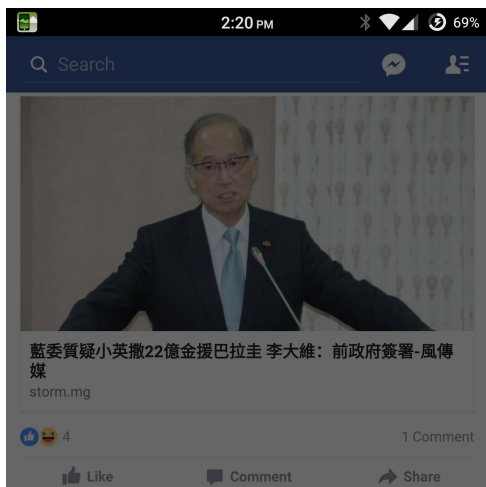 2:20 PM
69%
Search
藍委質疑小英撒22億金援巴拉圭 李大維：前政府簽署-風傳
媒
storm.mg
4
1 Comment
Like
Comment
Share